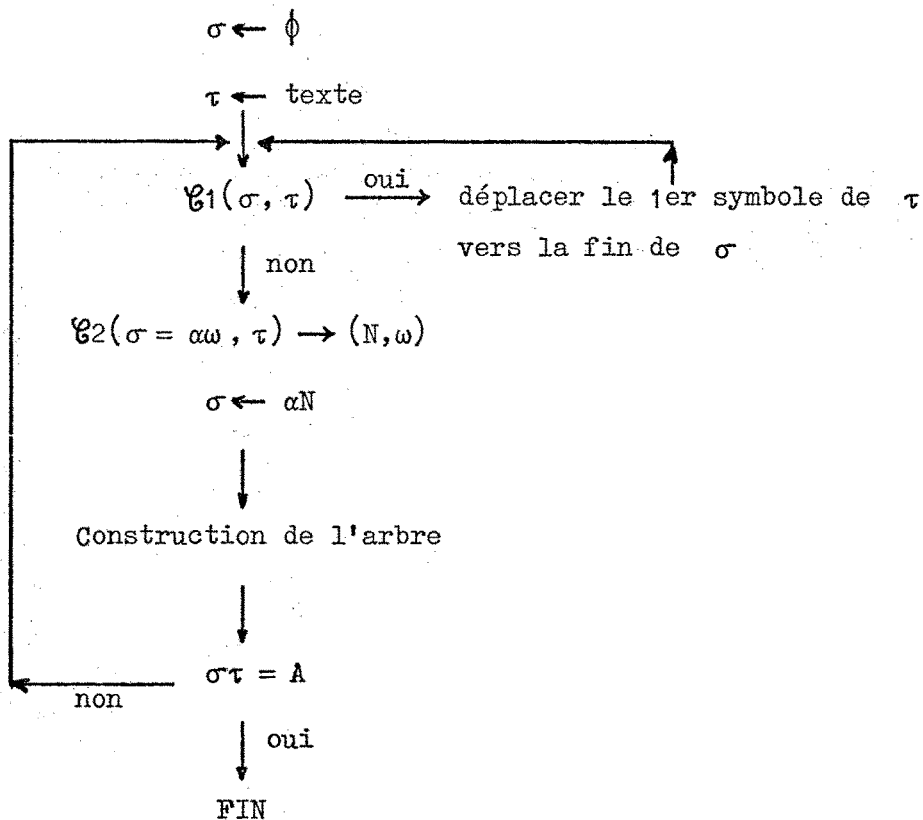 σ ← ϕ
τ ← texte
𝒞1(σ, τ) oui → déplacer le 1er symbole de τ
vers la fin de σ
non
𝒞2(σ = αω , τ) → (N,ω)
σ ← αN
Construction de l'arbre
στ = A
non
oui
FIN